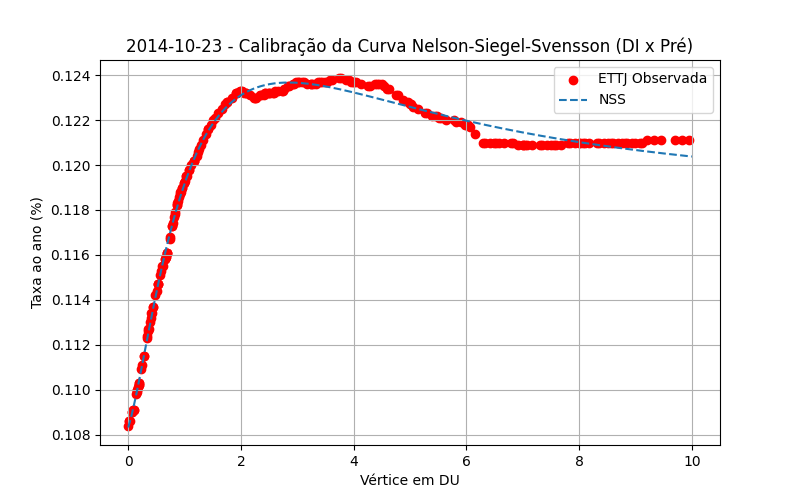 2014-10-23 - Calibração da Curva Nelson-Siegel-Svensson (DI x Pré)
ETTJ Observada
NSS
Taxa ao ano (%)
0.124
0.122
0.120
0.118
0.116
0.114
0.112
0.110
0.108
0 2 4 6 8 10
Vértice em DU